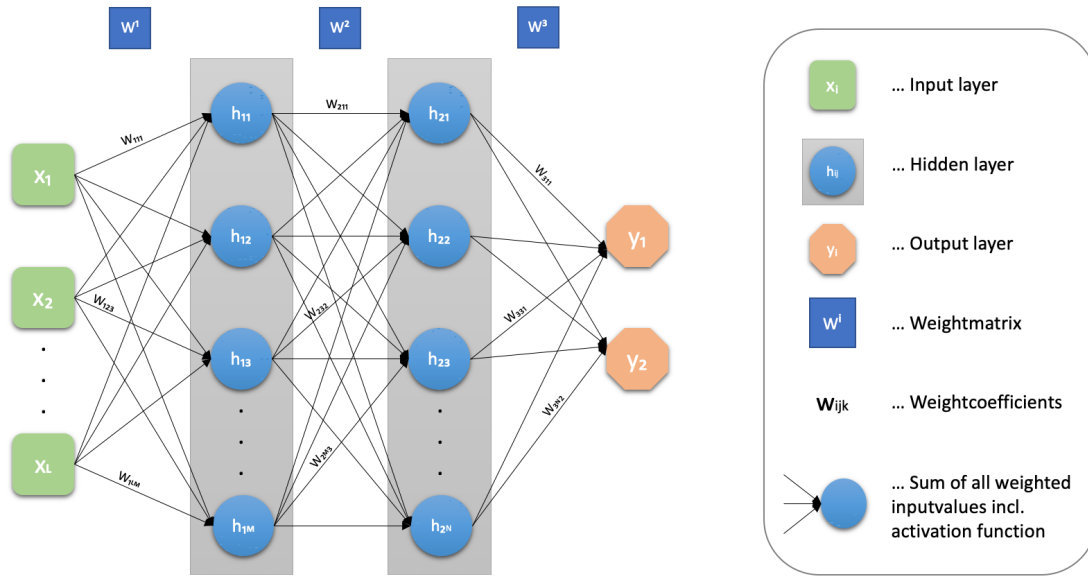 W¹
W²
W³
h₁₁
h₁₂
h₁₃
h₁M
h₂₁
h₂₂
h₂₃
h₂N
X₁
X₂
XL
y₁
y₂
W₁₁₁
W₁₂₃
W₁LM
W₂₁₁
W₂₃₂
W₂M₃
W₃₁₁
W₃₃₁
W₃N₂
xᵢ
... Input layer
hᵢⱼ
... Hidden layer
yᵢ
... Output layer
Wⁱ
... Weightmatrix
Wijk
... Weightcoefficients
... Sum of all weighted
inputvalues incl.
activation function